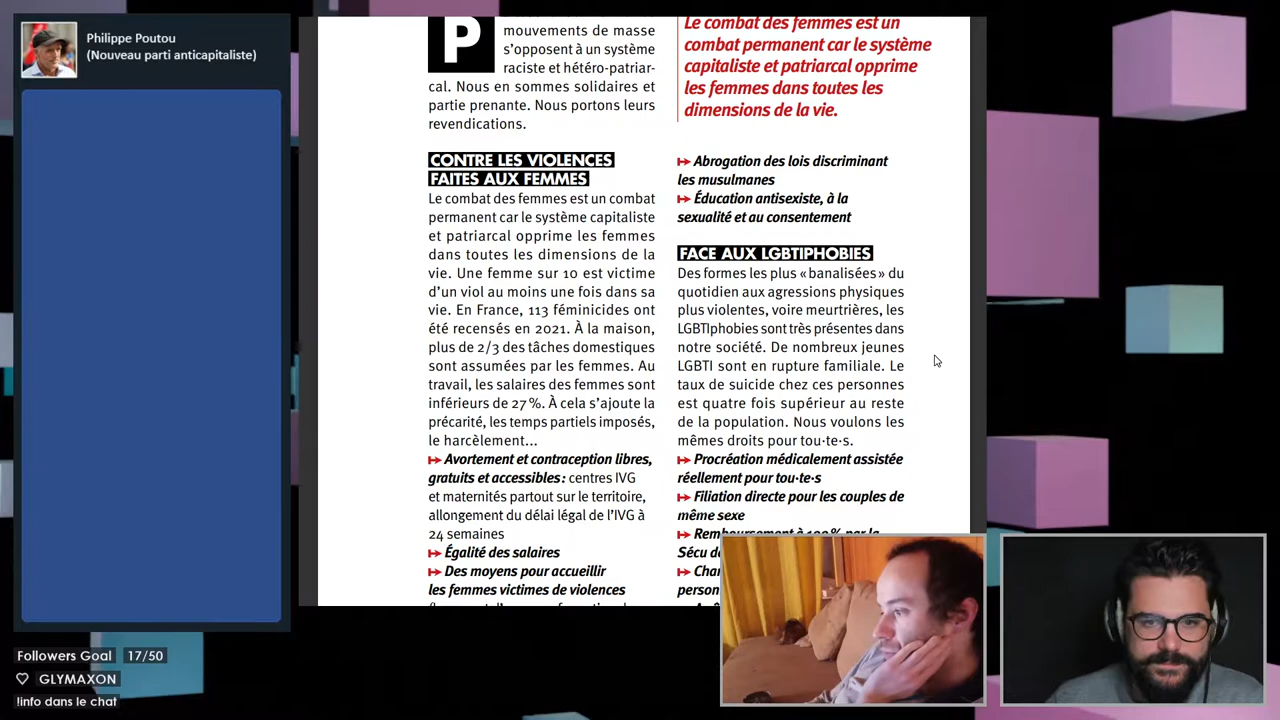 Philippe Poutou
(Nouveau parti anticapitaliste)
P
mouvements de masse
s'opposent à un système
raciste et hétéro-patriar-
cal. Nous en sommes solidaires et
partie prenante. Nous portons leurs
revendications.
CONTRE LES VIOLENCES
FAITES AUX FEMMES
Le combat des femmes est un combat
permanent car le système capitaliste
et patriarcal opprime les femmes
dans toutes les dimensions de la
vie. Une femme sur 10 est victime
d'un viol au moins une fois dans sa
vie. En France, 113 féminicides ont
été recensés en 2021. À la maison,
plus de 2/3 des tâches domestiques
sont assumées par les femmes. Au
travail, les salaires des femmes sont
inférieurs de 27 %. À cela s'ajoute la
précarité, les temps partiels imposés,
le harcèlement...
Avortement et contraception libres,
gratuits et accessibles : centres IVG
et maternités partout sur le territoire,
allongement du délai légal de l'IVG à
24 semaines
Égalité des salaires
Des moyens pour accueillir
les femmes victimes de violences
Le combat des femmes est un
combat permanent car le système
capitaliste et patriarcal opprime
les femmes dans toutes les
dimensions de la vie.
Abrogation des lois discriminant
les musulmanes
Éducation antisexiste, à la
sexualité et au consentement
FACE AUX LGBTIPHOBIES
Des formes les plus « banalisées » du
quotidien aux agressions physiques
plus violentes, voire meurtrières, les
LGBTIphobies sont très présentes dans
notre société. De nombreux jeunes
LGBTI sont en rupture familiale. Le
taux de suicide chez ces personnes
est quatre fois supérieur au reste
de la population. Nous voulons les
mêmes droits pour tou·te·s.
Procréation médicalement assistée
réellement pour tou·te·s
Filiation directe pour les couples de
même sexe
Sécu
Followers Goal 17/50
GLYMAXON
!info dans le chat